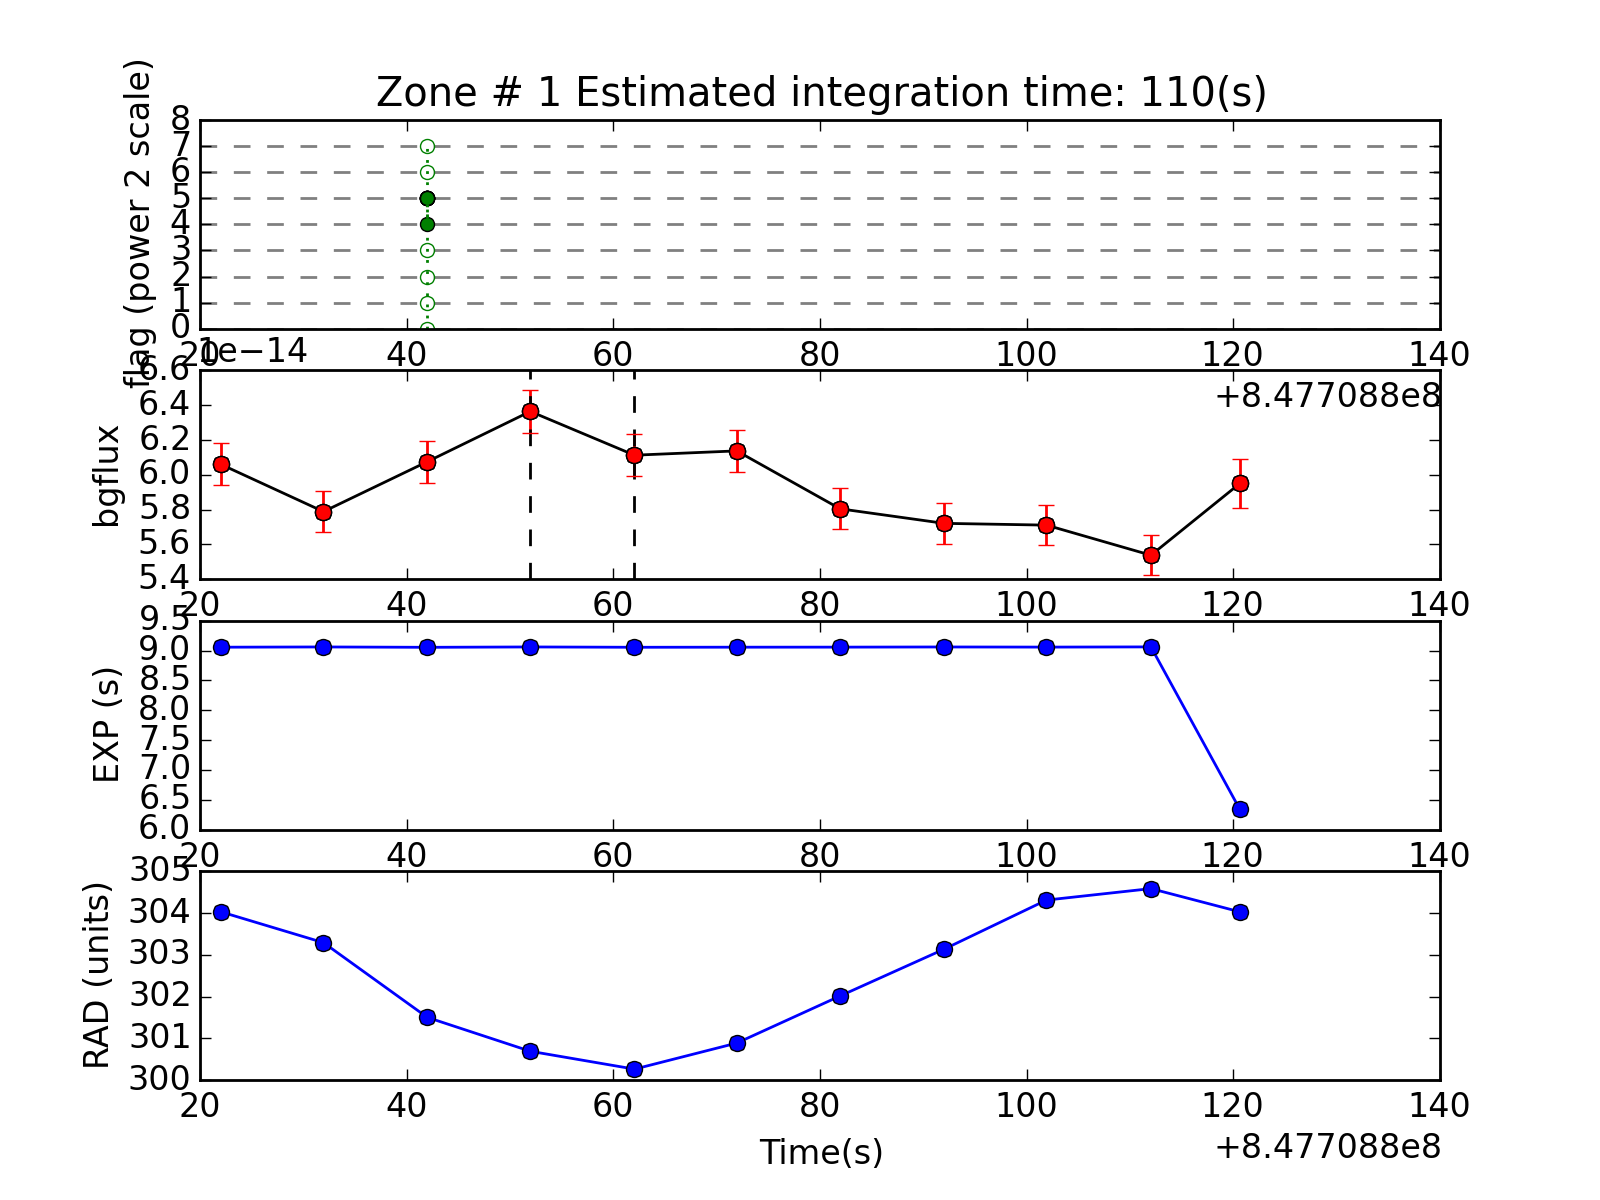 Zone # 1 Estimated integration time: 110(s)
flag (power 2 scale)
8
7
6
5
4
3
2
1
0
20 40 60 80 100 120 140
+8.477088e8
1e−14
bgflux
6.6
6.4
6.2
6.0
5.8
5.6
5.4
20 40 60 80 100 120 140
EXP (s)
9.5
9.0
8.5
8.0
7.5
7.0
6.5
6.0
20 40 60 80 100 120 140
RAD (units)
305
304
303
302
301
300
20 40 60 80 100 120 140
Time(s)
+8.477088e8